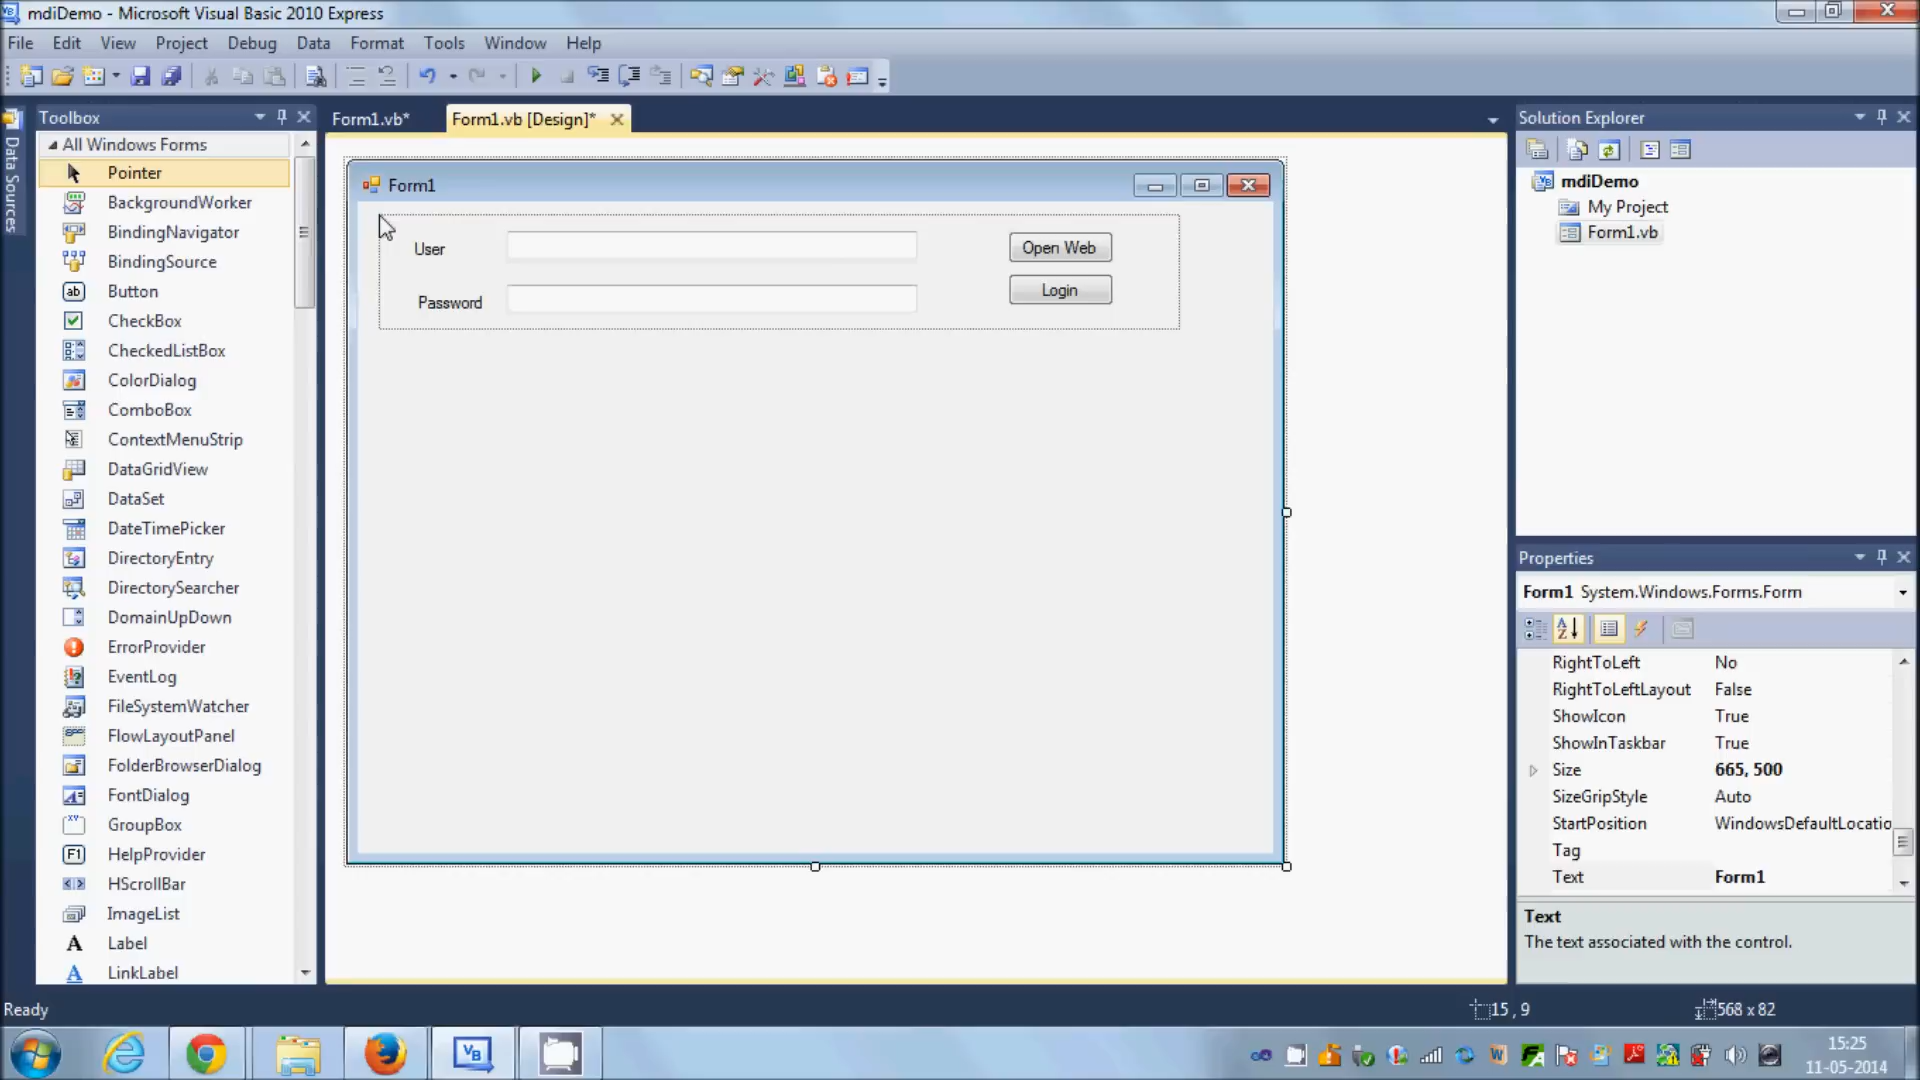 mdiDemo - Microsoft Visual Basic 2010 Express
File Edit View Project Debug Data Format Tools Window Help
Data Sources
Toolbox
All Windows Forms
Pointer
BackgroundWorker
BindingNavigator
BindingSource
Button
CheckBox
CheckedListBox
ColorDialog
ComboBox
ContextMenuStrip
DataGridView
DataSet
DateTimePicker
DirectoryEntry
DirectorySearcher
DomainUpDown
ErrorProvider
EventLog
FileSystemWatcher
FlowLayoutPanel
FolderBrowserDialog
FontDialog
GroupBox
HelpProvider
HScrollBar
ImageList
Label
LinkLabel
Form1.vb* Form1.vb [Design]*
Form1
User
Open Web
Password
Login
Solution Explorer
mdiDemo
My Project
Form1.vb
Properties
Form1 System.Windows.Forms.Form
RightToLeft No
RightToLeftLayout False
ShowIcon True
ShowInTaskbar True
Size 665, 500
SizeGripStyle Auto
StartPosition WindowsDefaultLocatio
Tag
Text Form1
Text
The text associated with the control.
Ready
15 , 9
568 x 82
15:25
11-05-2014